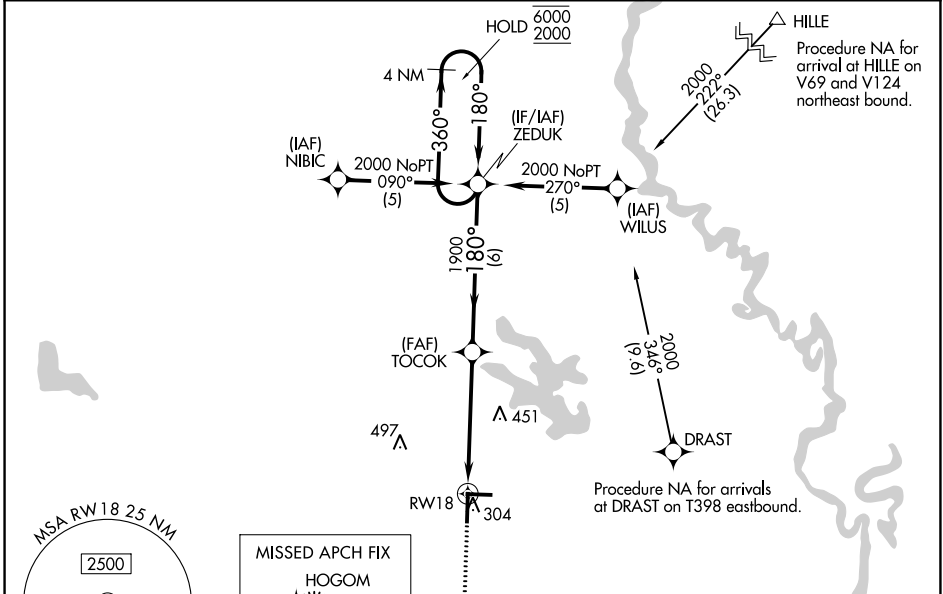 HOLD 6000
2000
HILLE
Procedure NA for
arrival at HILLE on
V69 and V124
northeast bound.
2000
222°
(26.3)
4 NM
360°
180°
(IF/IAF)
ZEDUK
(IAF)
NIBIC
2000 NoPT
090°
(5)
2000 NoPT
270°
(5)
(IAF)
WILUS
1900
180°
(6)
(FAF)
TOCOK
2000
346°
(9.6)
451
497
DRAST
RW18
304
Procedure NA for arrivals
at DRAST on T398 eastbound.
MSA RW18 25 NM
2500
MISSED APCH FIX
HOGOM